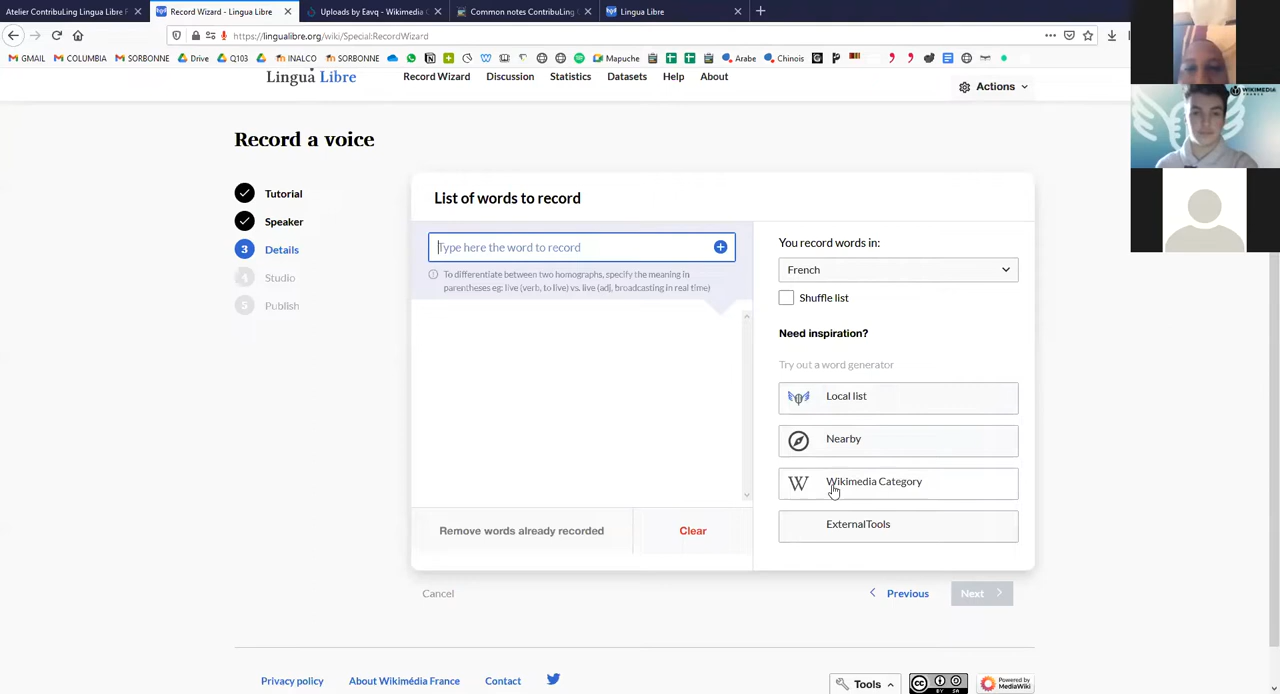 Atelier ContribuLing Lingua Libre
Record Wizard - Lingua Libre
Uploads by Eavq - Wikimedia C
Common notes ContribuLing
Lingua Libre
https://lingualibre.org/wiki/Special:RecordWizard
GMAIL
COLUMBIA
SORBONNE
Drive
Q103
INALCO
SORBONNE
Mapuche
Arabe
Chinois
Lingua Libre
Record Wizard
Discussion
Statistics
Datasets
Help
About
Actions
WIKIMEDIA
FRANCE
Record a voice
Tutorial
Speaker
3 Details
4 Studio
5 Publish
List of words to record
Type here the word to record
To differentiate between two homographs, specify the meaning in
parentheses eg: live (verb, to live) vs. live (adj, broadcasting in real time)
Remove words already recorded
Clear
You record words in:
French
Shuffle list
Need inspiration?
Try out a word generator
Local list
Nearby
W Wikimedia Category
ExternalTools
Cancel
Previous
Next
Privacy policy
About Wikimédia France
Contact
Tools
CC BY SA
Powered by
MediaWiki